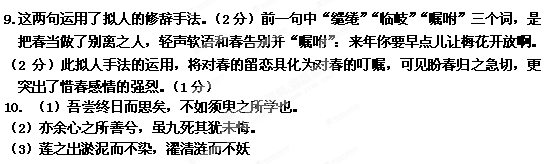 9.这两句运用了拟人的修辞手法。（2分）前一句中“缱绻”“临岐”“嘱咐”三个词，是
把春当做了别离之人，轻声软语和春告别并“嘱咐”：来年你要早点儿让梅花开放啊。
（2分）此拟人手法的运用，将对春的留恋具化为对春的叮嘱，可见盼春归之急切，更
突出了惜春感情的强烈。（1分）
10. （1）吾尝终日而思矣，不如须臾之所学也。
（2）亦余心之所善兮，虽九死其犹未悔。
（3）莲之出淤泥而不染，濯清涟而不妖